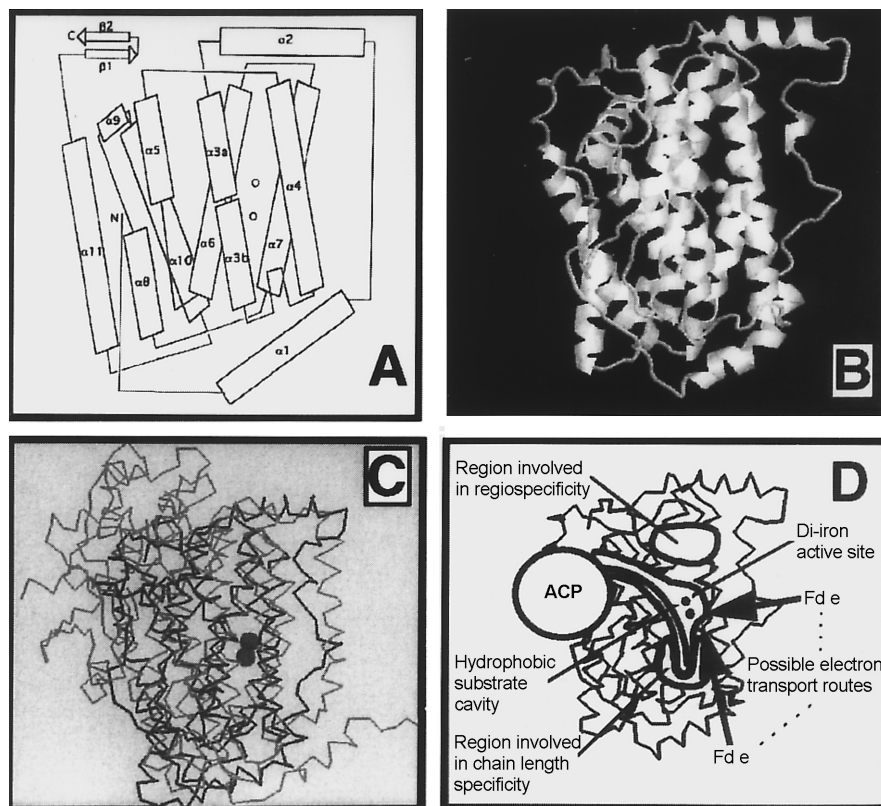 C
β2
β1
α2
α9
α5
α3a
α4
N
α11
α8
α10
α6
α3b
α7
α1
A
B
C
D
Region involved
in regiospecificity
Di-iron
active site
ACP
Fd e
Hydrophobic
substrate
cavity
Possible electron
transport routes
Region involved
in chain length
specificity
Fd e